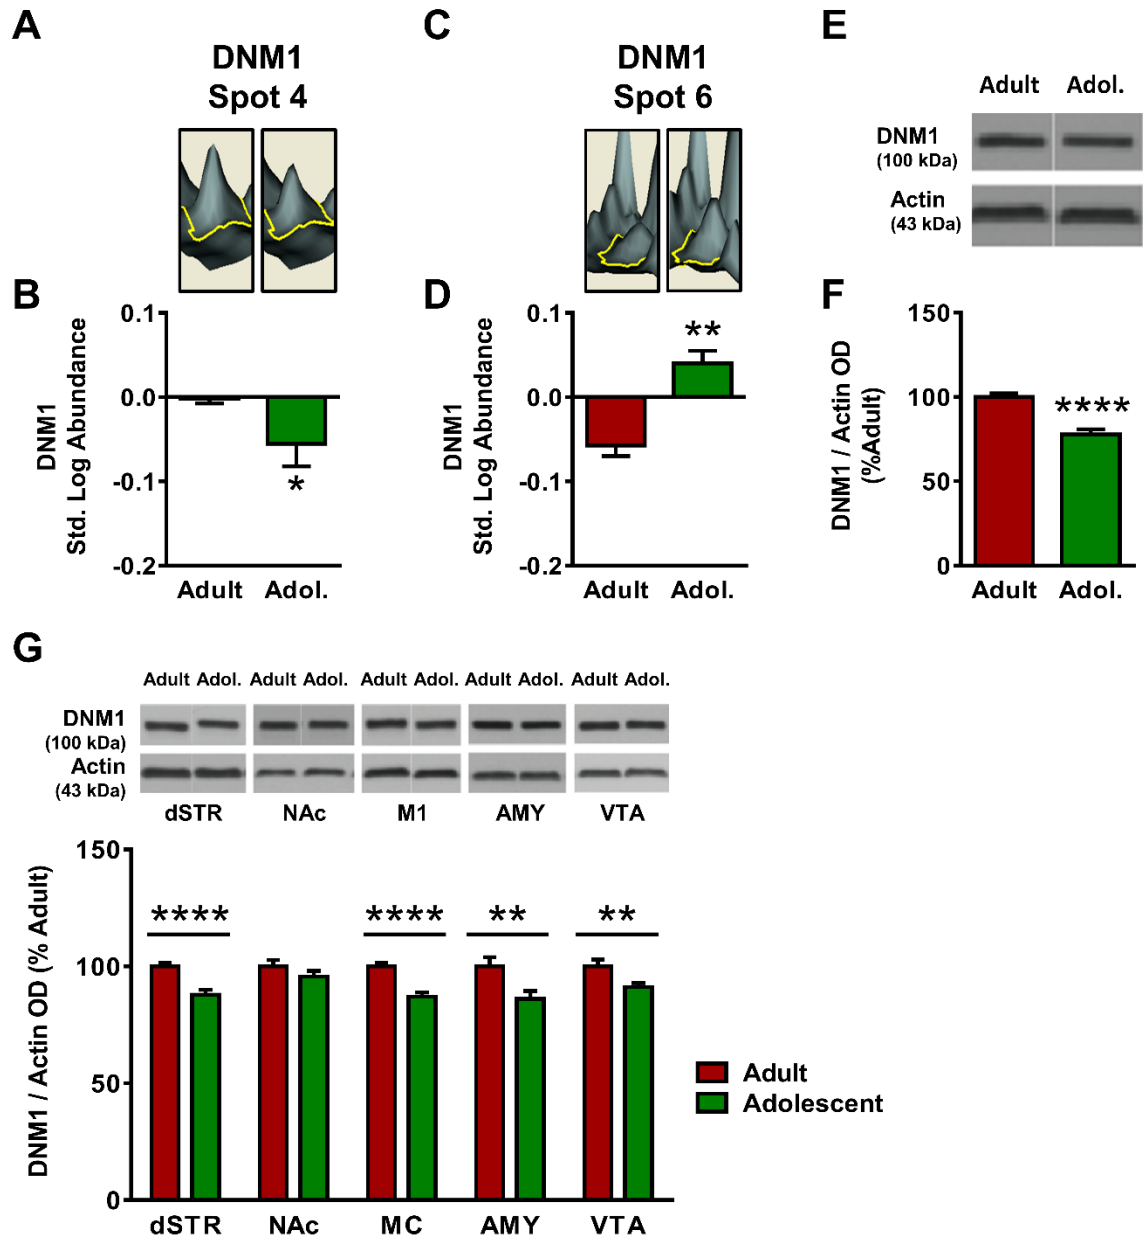 A
DNM1
Spot 4
B
DNM1
Std. Log Abundance
0.1
0.0
-0.1
-0.2
*
Adult Adol.
C
DNM1
Spot 6
D
DNM1
Std. Log Abundance
0.1
0.0
-0.1
-0.2
**
Adult Adol.
E
Adult Adol.
DNM1
(100 kDa)
Actin
(43 kDa)
F
DNM1 / Actin OD
(%Adult)
150
100
50
0
****
Adult Adol.
G
Adult Adol. Adult Adol. Adult Adol. Adult Adol. Adult Adol.
DNM1
(100 kDa)
Actin
(43 kDa)
dSTR NAc M1 AMY VTA
DNM1 / Actin OD (% Adult)
150
100
50
0
**** **** ** **
dSTR NAc MC AMY VTA
Adult
Adolescent